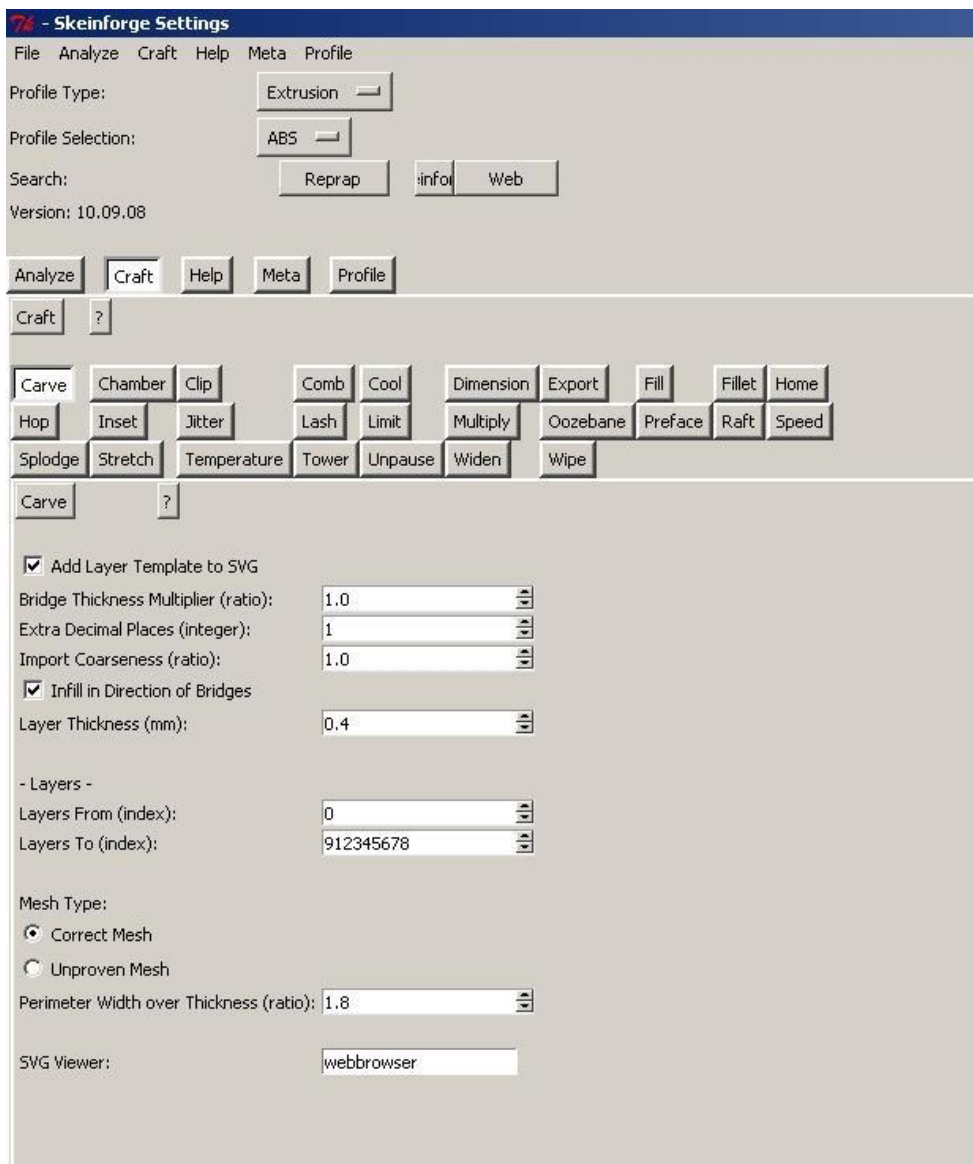 - Skeinforge Settings
File Analyze Craft Help Meta Profile
Profile Type: Extrusion
Profile Selection: ABS
Search: Reprap Web
Version: 10.09.08
Analyze Craft Help Meta Profile
Craft ?
Carve Chamber Clip Comb Cool Dimension Export Fill Fillet Home
Hop Inset Jitter Lash Limit Multiply Oozebane Preface Raft Speed
Splodge Stretch Temperature Tower Unpause Widen Wipe
Carve ?
Add Layer Template to SVG
Bridge Thickness Multiplier (ratio): 1.0
Extra Decimal Places (integer): 1
Import Coarseness (ratio): 1.0
Infill in Direction of Bridges
Layer Thickness (mm): 0.4
- Layers -
Layers From (index): 0
Layers To (index): 912345678
Mesh Type:
Correct Mesh
Unproven Mesh
Perimeter Width over Thickness (ratio): 1.8
SVG Viewer: webbrowser